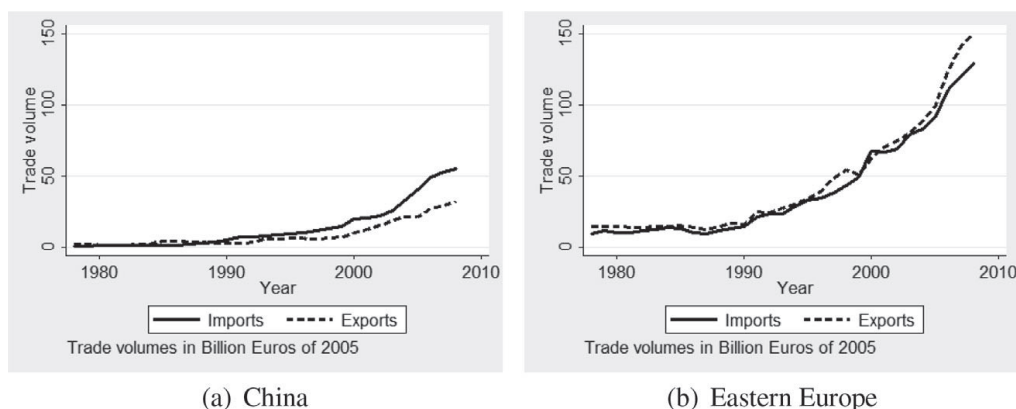 150
100
50
0
Trade volume
1980 1990 2000 2010
Year
Imports Exports
Trade volumes in Billion Euros of 2005
(a) China
150
100
50
0
Trade volume
1980 1990 2000 2010
Year
Imports Exports
Trade volumes in Billion Euros of 2005
(b) Eastern Europe